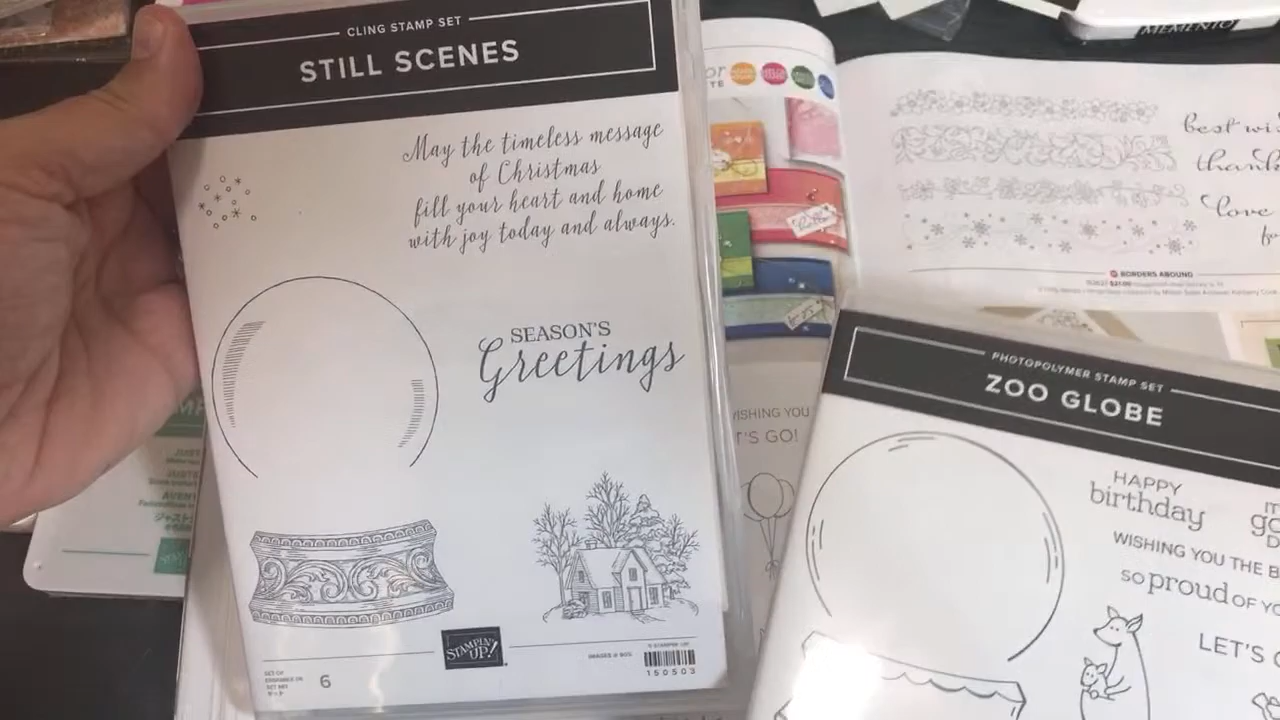 CLING STAMP SET
STILL SCENES
May the timeless message
of Christmas
fill your heart and home
with joy today and always.
SEASON'S
Greetings
STAMPIN' UP!
6
150503
MEMENTO
best wi
thank
love
BORDERS ABOUND
WISHING YOU
T'S GO!
PHOTOPOLYMER STAMP SET
ZOO GLOBE
HAPPY
birthday
WISHING YOU THE B
so proud OF YO
LET'S